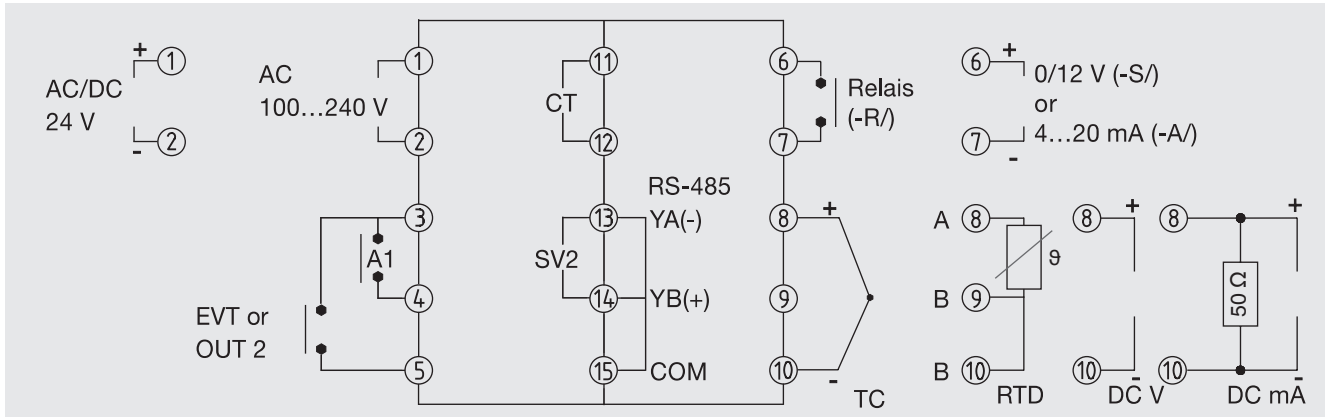 + 1
AC/DC
24 V
- 2
AC
100...240 V
1
2
3
A1
4
EVT or
OUT 2
5
11
CT
12
RS-485
13 YA(-)
SV2
14 YB(+)
15 COM
6
Relais
(-R/)
7
8 +
9
10 -
TC
6 +
0/12 V (-S/)
or
4...20 mA (-A/)
7 -
A 8
ϑ
B 9
B 10
RTD
8 +
10 -
DC V
8 +
50 Ω
10 -
DC mA